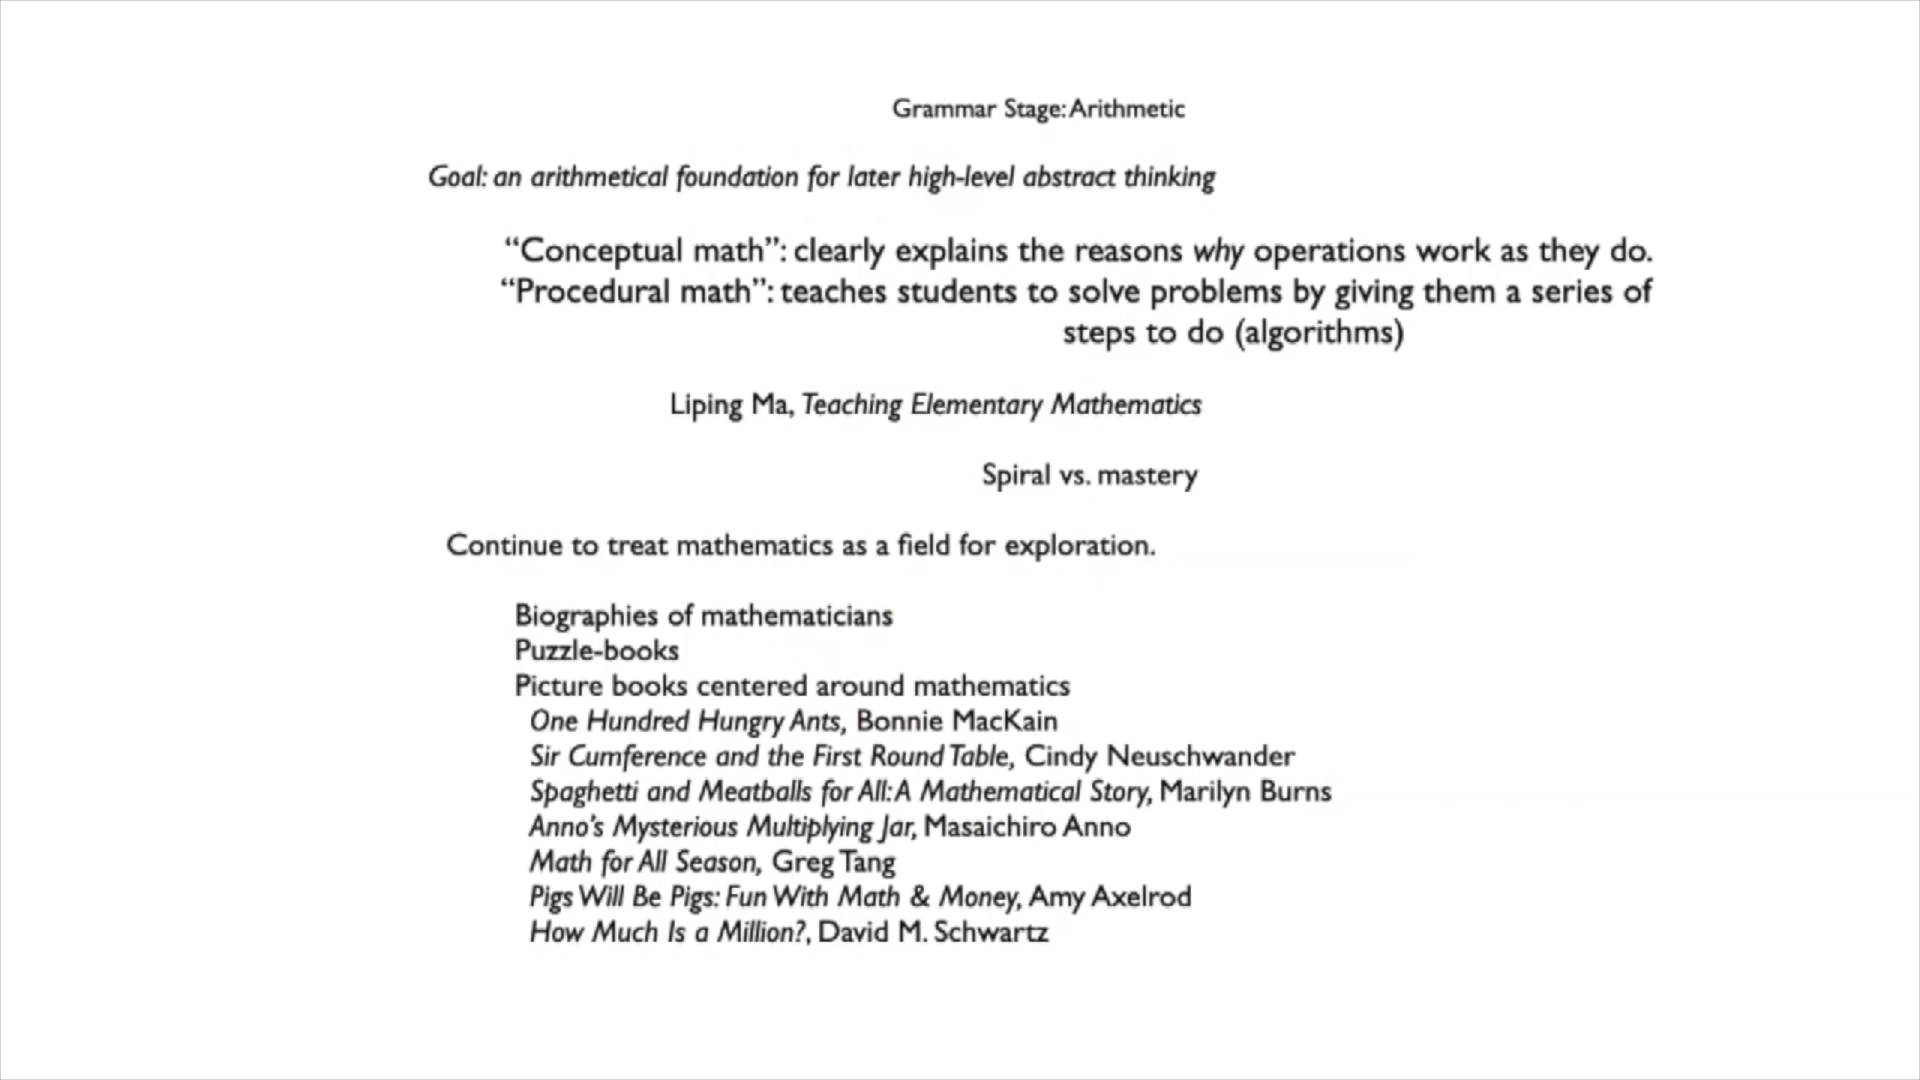 Grammar Stage: Arithmetic
Goal: an arithmetical foundation for later high-level abstract thinking
“Conceptual math”: clearly explains the reasons why operations work as they do.
“Procedural math”: teaches students to solve problems by giving them a series of
steps to do (algorithms)
Liping Ma, Teaching Elementary Mathematics
Spiral vs. mastery
Continue to treat mathematics as a field for exploration.
Biographies of mathematicians
Puzzle-books
Picture books centered around mathematics
One Hundred Hungry Ants, Bonnie MacKain
Sir Cumference and the First Round Table, Cindy Neuschwander
Spaghetti and Meatballs for All: A Mathematical Story, Marilyn Burns
Anno’s Mysterious Multiplying Jar, Masaichiro Anno
Math for All Season, Greg Tang
Pigs Will Be Pigs: Fun With Math & Money, Amy Axelrod
How Much Is a Million?, David M. Schwartz